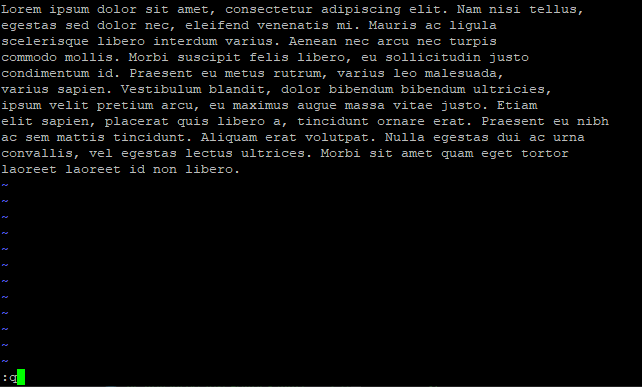 Lorem ipsum dolor sit amet, consectetur adipiscing elit. Nam nisi tellus,
egestas sed dolor nec, eleifend venenatis mi. Mauris ac ligula
scelerisque libero interdum varius. Aenean nec arcu nec turpis
commodo mollis. Morbi suscipit felis libero, eu sollicitudin justo
condimentum id. Praesent eu metus rutrum, varius leo malesuada,
varius sapien. Vestibulum blandit, dolor bibendum bibendum ultricies,
ipsum velit pretium arcu, eu maximus augue massa vitae justo. Etiam
elit sapien, placerat quis libero a, tincidunt ornare erat. Praesent eu nibh
ac sem mattis tincidunt. Aliquam erat volutpat. Nulla egestas dui ac urna
convallis, vel egestas lectus ultrices. Morbi sit amet quam eget tortor
laoreet laoreet id non libero.
~
~
~
~
~
~
~
~
~
~
~
~
:q